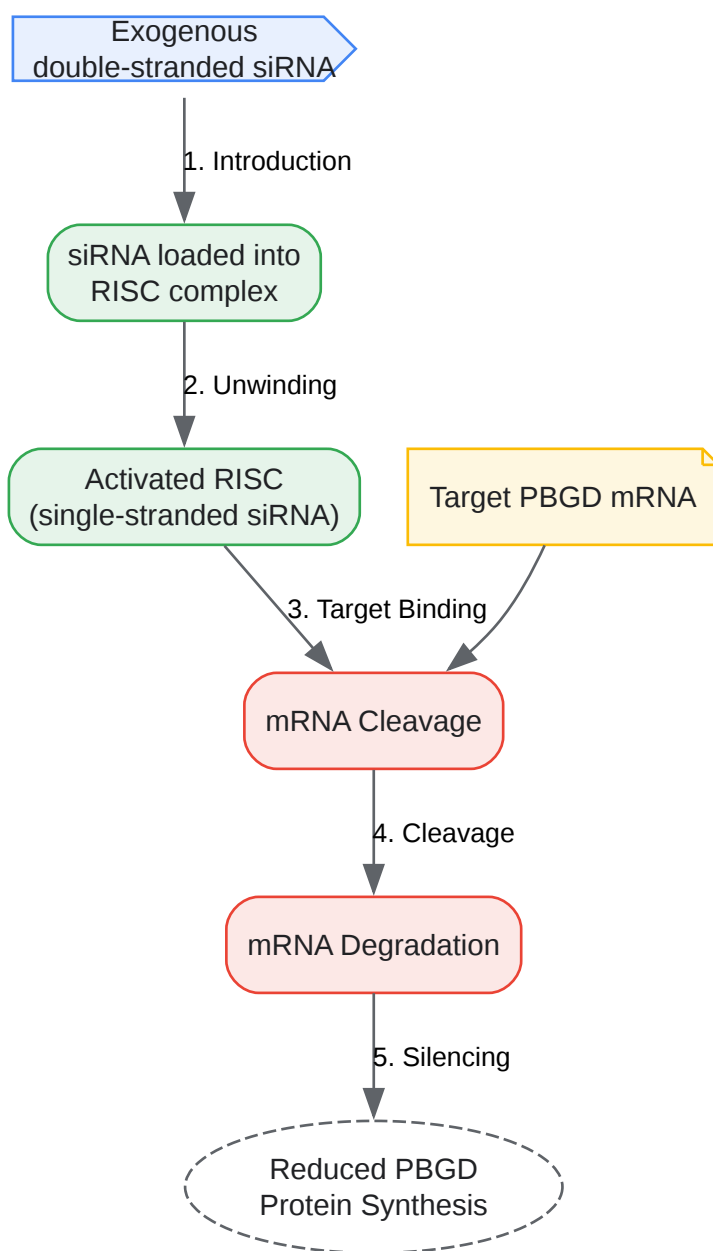 Exogenous
double-stranded siRNA
1. Introduction
siRNA loaded into
RISC complex
2. Unwinding
Activated RISC
(single-stranded siRNA)
Target PBGD mRNA
3. Target Binding
mRNA Cleavage
4. Cleavage
mRNA Degradation
5. Silencing
Reduced PBGD
Protein Synthesis